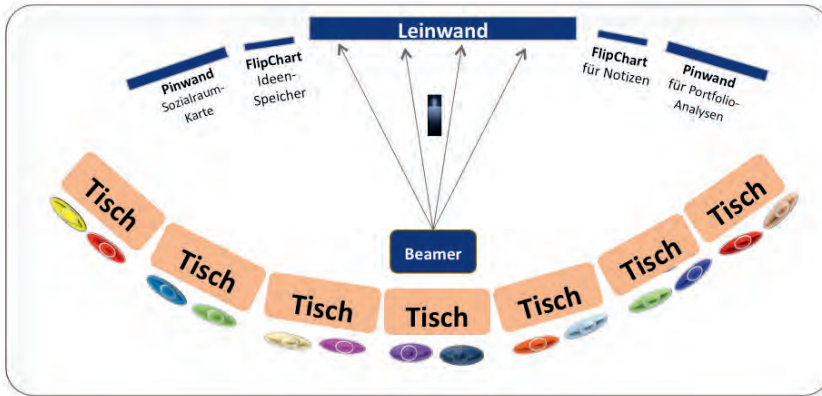 Leinwand
Pinwand
Sozialraum-
Karte
FlipChart
Ideen-
Speicher
FlipChart
für Notizen
Pinwand
für Portfolio-
Analysen
Beamer
Tisch
Tisch
Tisch
Tisch
Tisch
Tisch
Tisch